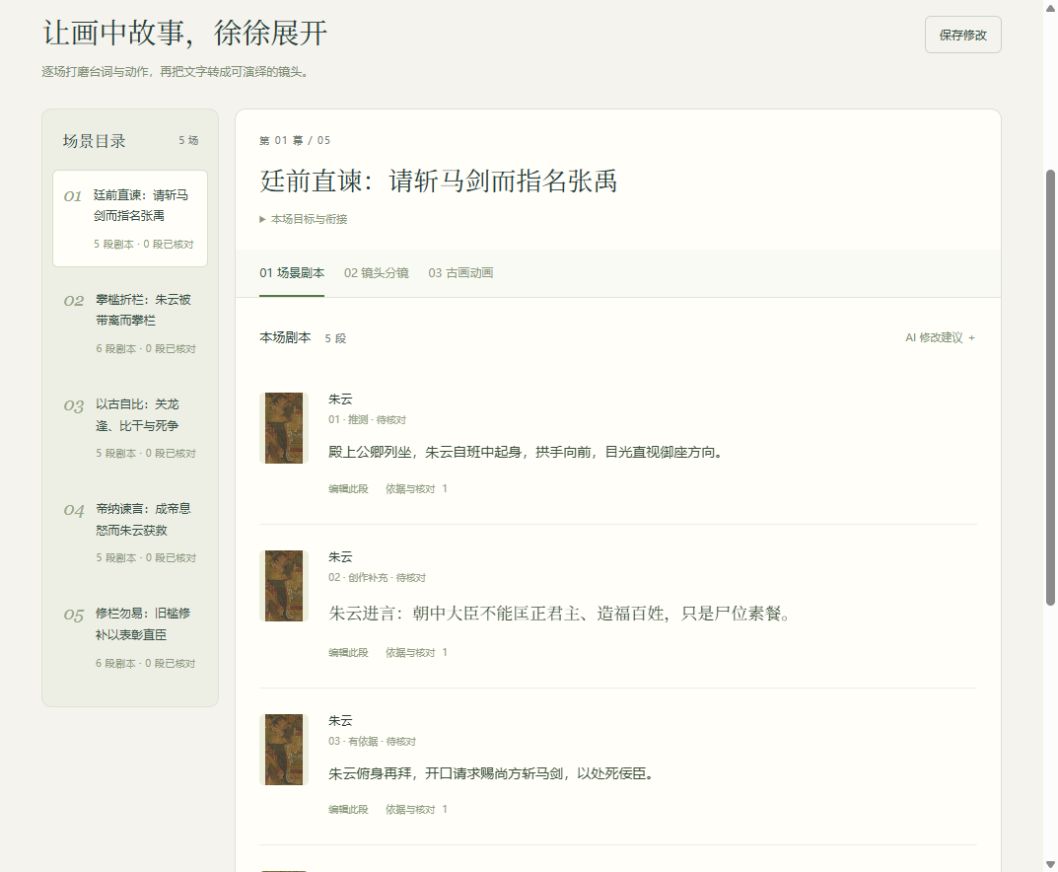 让画中故事，徐徐展开
保存修改
逐场打磨台词与动作，再把文字转成可演绎的镜头。
场景目录
5 场
01
廷前直谏：请斩马
剑而指名张禹
5 段剧本 · 0 段已核对
02
攀槛折栏：朱云被
带离而攀栏
6 段剧本 · 0 段已核对
03
以古自比：关龙
逄、比干与死争
5 段剧本 · 0 段已核对
04
帝纳谏言：成帝息
怒而朱云获救
5 段剧本 · 0 段已核对
05
修栏勿易：旧槛修
补以表彰直臣
6 段剧本 · 0 段已核对
第 01 幕 / 05
廷前直谏：请斩马剑而指名张禹
▶ 本场目标与衔接
01 场景剧本
02 镜头分镜
03 古画动画
本场剧本
5 段
AI 修改建议 +
朱云
01 · 推测 · 待核对
殿上公卿列坐，朱云自班中起身，拱手向前，目光直视御座方向。
编辑此段
依据与核对 1
朱云
02 · 创作补充 · 待核对
朱云进言：朝中大臣不能匡正君主、造福百姓，只是尸位素餐。
编辑此段
依据与核对 1
朱云
03 · 有依据 · 待核对
朱云俯身再拜，开口请求赐尚方斩马剑，以处死佞臣。
编辑此段
依据与核对 1